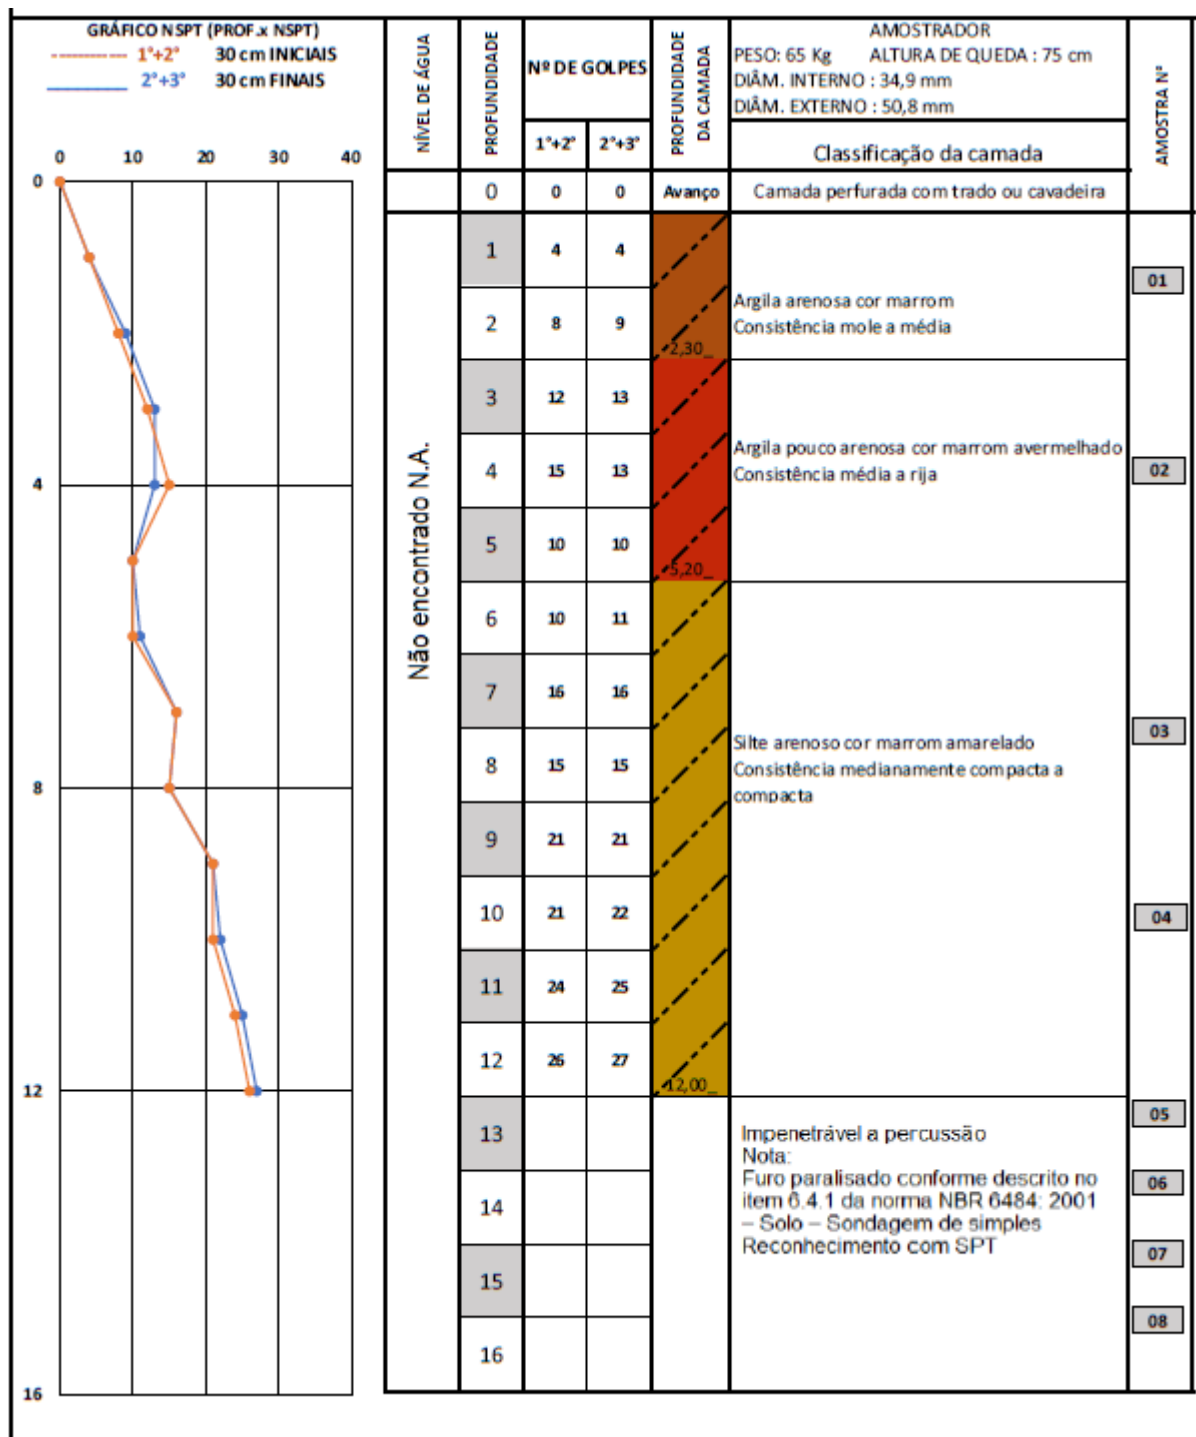 GRÁFICO NSPT (PROF.x NSPT)
1°+2° 30 cm INICIAIS
2°+3° 30 cm FINAIS
0 10 20 30 40
0
4
8
12
16
NÍVEL DE ÁGUA
PROFUNDIDADE
Nº DE GOLPES
1°+2° 2°+3°
PROFUNDIDADE
DA CAMADA
AMOSTRADOR
PESO: 65 Kg ALTURA DE QUEDA : 75 cm
DIÂM. INTERNO : 34,9 mm
DIÂM. EXTERNO : 50,8 mm
Classificação da camada
AMOSTRA Nº
0 0 0 Avanço Camada perfurada com trado ou cavadeira
Não encontrado N.A.
1 4 4
2 8 9
2,30_
Argila arenosa cor marrom
Consistência mole a média
01
3 12 13
4 15 13
5 10 10
5,20_
Argila pouco arenosa cor marrom avermelhado
Consistência média a rija
02
6 10 11
7 16 16
8 15 15
9 21 21
10 21 22
11 24 25
12 26 27
12,00_
Silte arenoso cor marrom amarelado
Consistência medianamente compacta a
compacta
03
04
13
14
15
16
Impenetrável a percussão
Nota:
Furo paralisado conforme descrito no
item 6.4.1 da norma NBR 6484: 2001
– Solo – Sondagem de simples
Reconhecimento com SPT
05
06
07
08